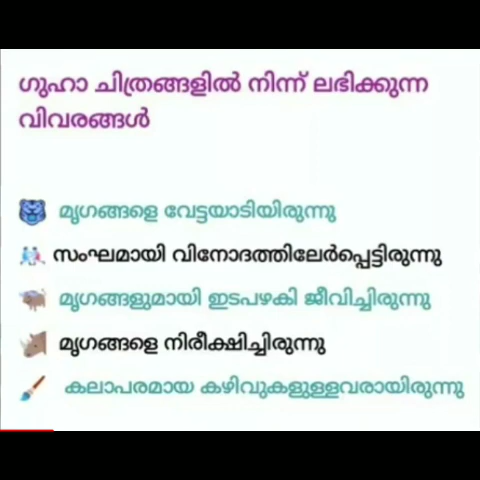 ഗുഹാ ചിത്രങ്ങളിൽ നിന്ന് ലഭിക്കുന്ന
വിവരങ്ങൾ
മൃഗങ്ങളെ വേട്ടയാടിയിരുന്നു
സംഘമായി വിനോദത്തിലേർപ്പെട്ടിരുന്നു
മൃഗങ്ങളുമായി ഇടപഴകി ജീവിച്ചിരുന്നു
മൃഗങ്ങളെ നിരീക്ഷിച്ചിരുന്നു
കലാപരമായ കഴിവുകളുള്ളവരായിരുന്നു